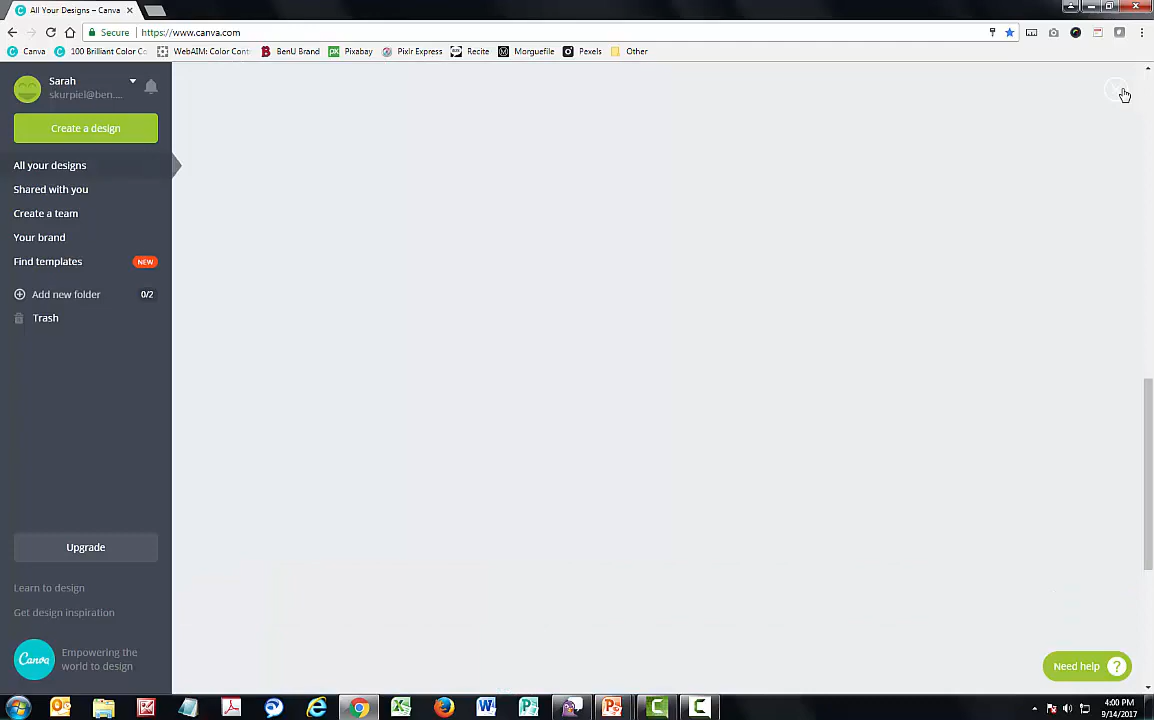 All Your Designs – Canva
Secure
https://www.canva.com
Canva
100 Brilliant Color Cc
WebAIM: Color Cont
BenU Brand
Pixabay
Pixlr Express
Recite
Morguefile
Pexels
Other
Sarah
skurpiel@ben....
Create a design
All your designs
Shared with you
Create a team
Your brand
Find templates
NEW
Add new folder
0/2
Trash
Upgrade
Learn to design
Get design inspiration
Canva
Empowering the
world to design
Need help ?
4:00 PM
9/14/2017